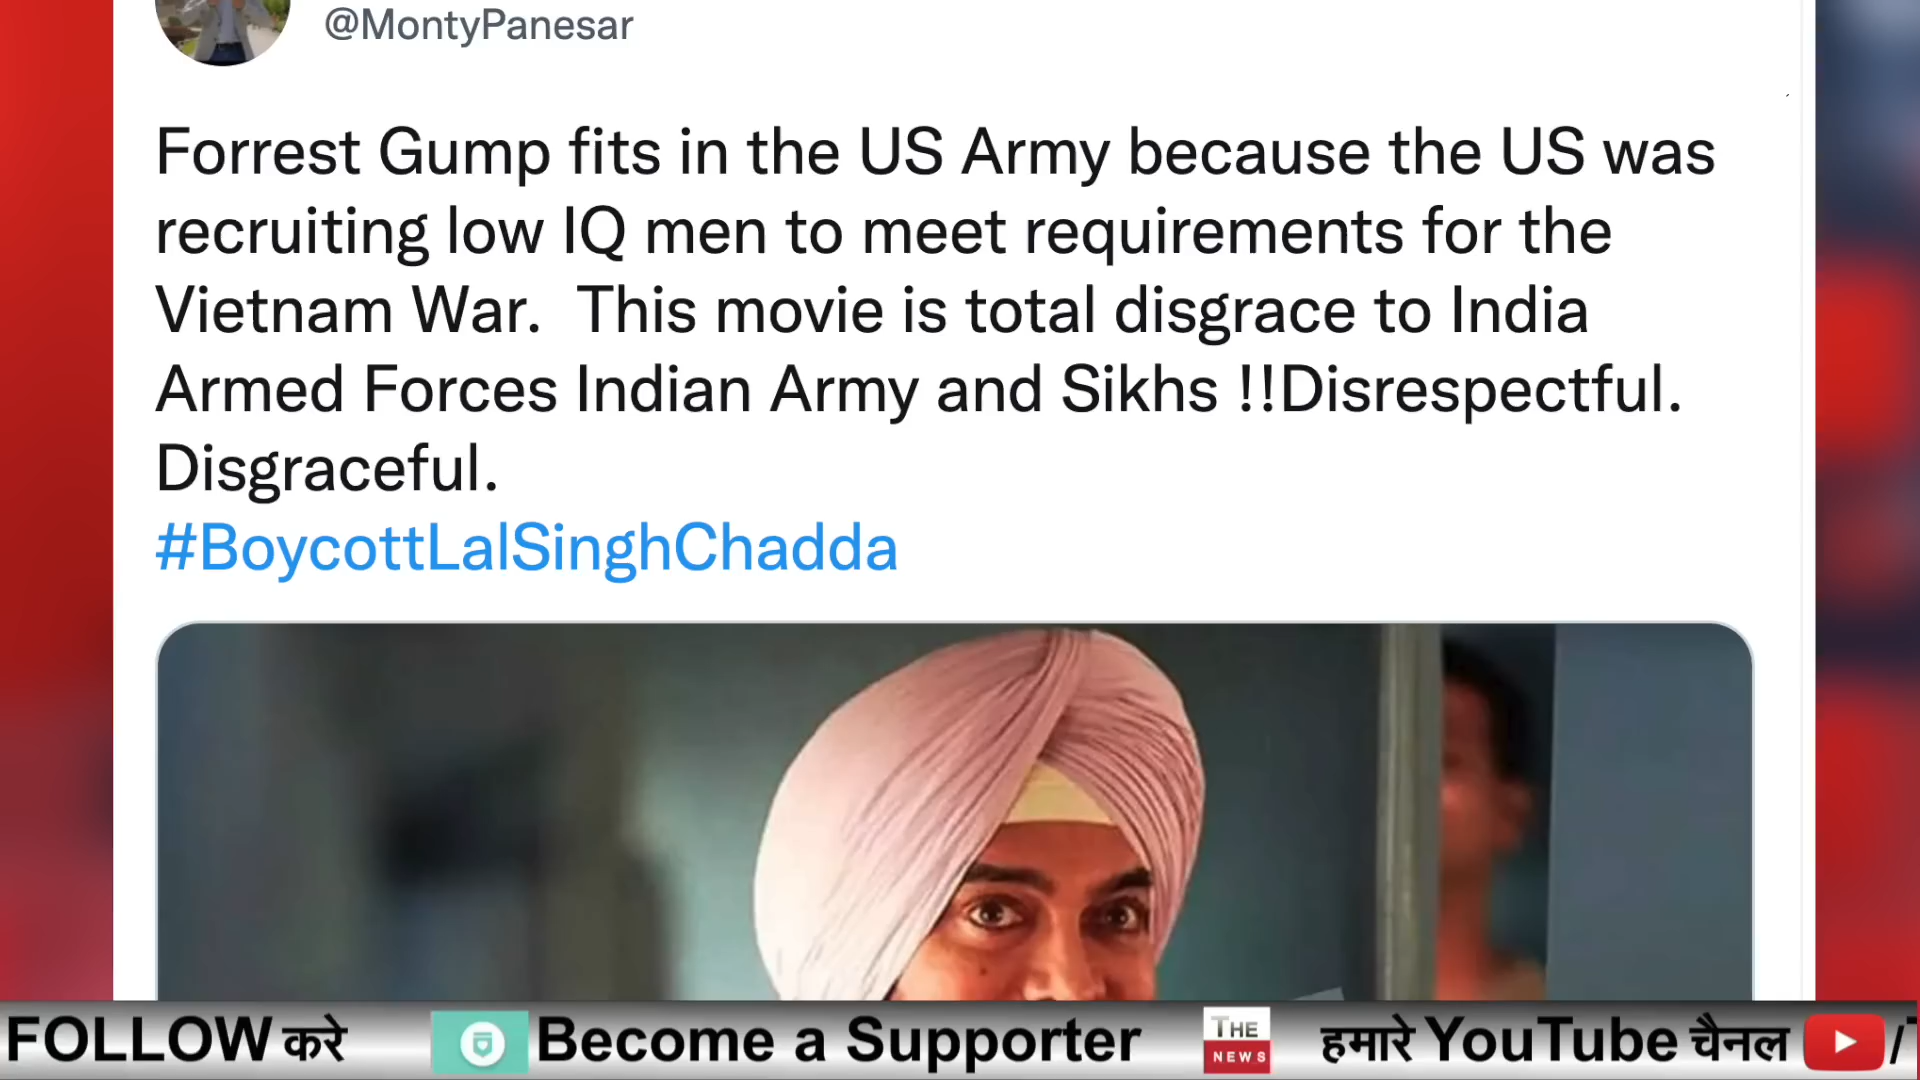 @MontyPanesar
Forrest Gump fits in the US Army because the US was
recruiting low IQ men to meet requirements for the
Vietnam War.  This movie is total disgrace to India
Armed Forces Indian Army and Sikhs !!Disrespectful.
Disgraceful.
#BoycottLalSinghChadda
FOLLOW करे Become a Supporter THE NEWS हमारे YouTube चैनल /